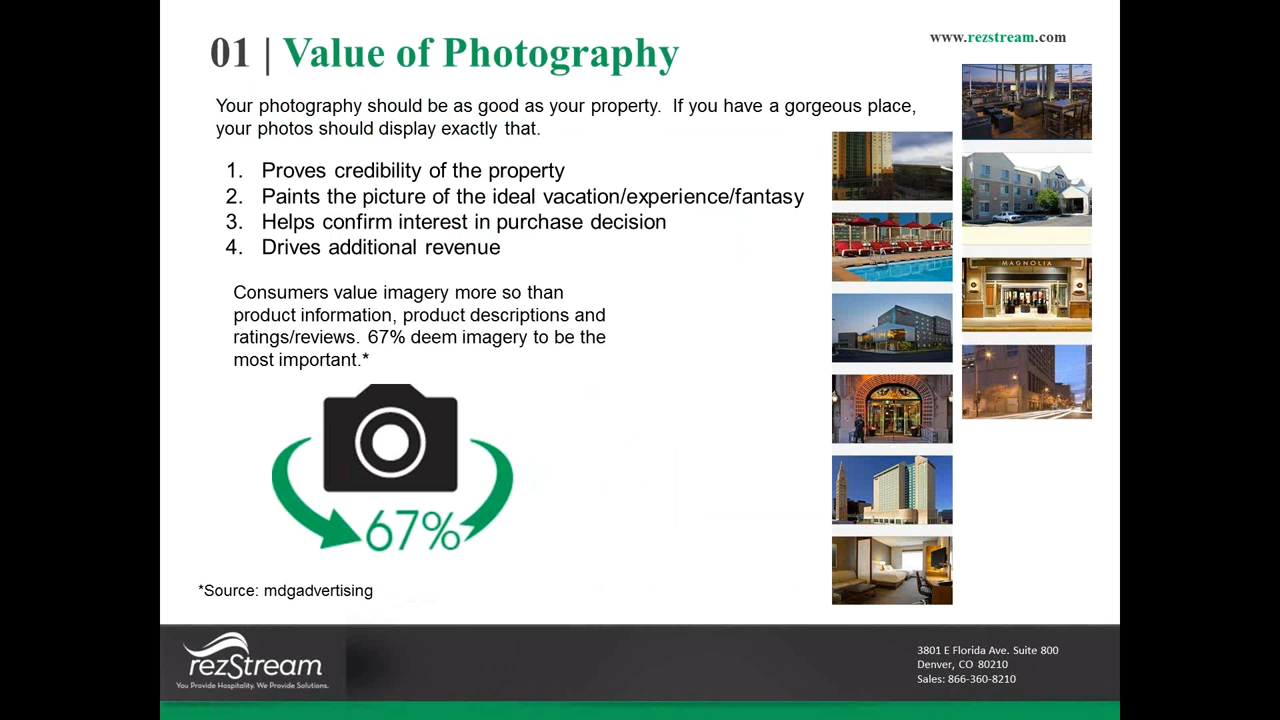 01 | Value of Photography
www.rezstream.com
Your photography should be as good as your property.  If you have a gorgeous place,
your photos should display exactly that.
1. Proves credibility of the property
2. Paints the picture of the ideal vacation/experience/fantasy
3. Helps confirm interest in purchase decision
4. Drives additional revenue
Consumers value imagery more so than
product information, product descriptions and
ratings/reviews. 67% deem imagery to be the
most important.*
67%
MAGNOLIA
*Source: mdgadvertising
rezStream
You Provide Hospitality. We Provide Solutions.
3801 E Florida Ave. Suite 800
Denver, CO 80210
Sales: 866-360-8210